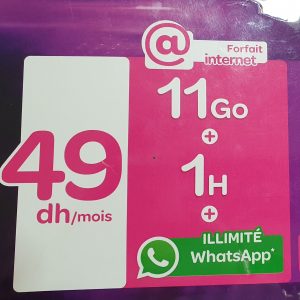 @ Forfait
internet
49
dh/mois
11Go
+
1H
+
ILLIMITÉ
WhatsApp*